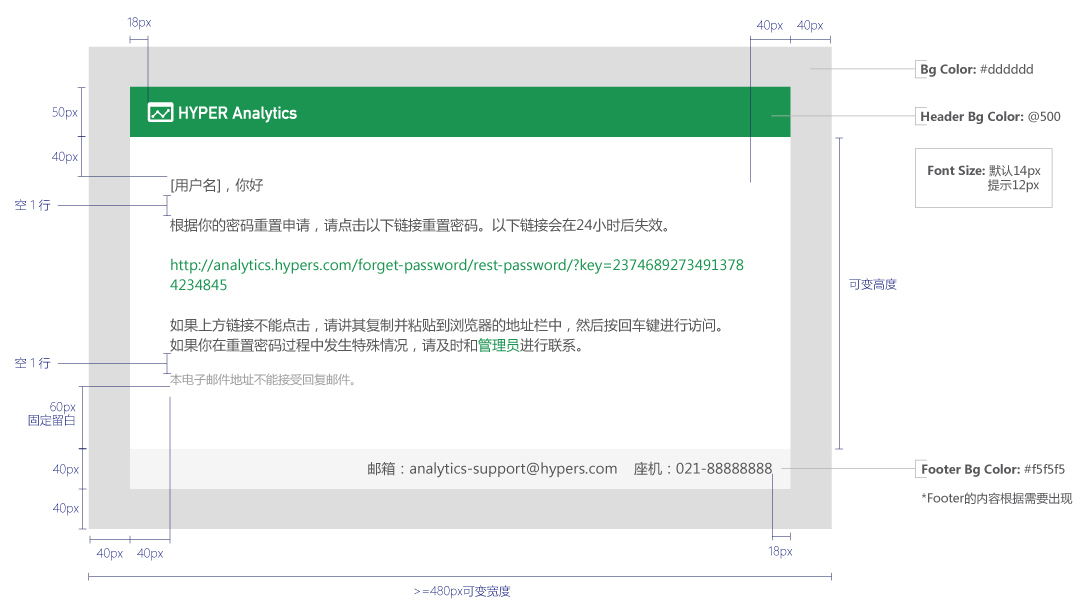 18px
40px
40px
Bg Color: #dddddd
50px
HYPER Analytics
Header Bg Color: @500
40px
Font Size: 默认14px
提示12px
[用户名]，你好
空 1 行
根据你的密码重置申请，请点击以下链接重置密码。以下链接会在24小时后失效。
http://analytics.hypers.com/forget-password/rest-password/?key=2374689273491378
4234845
可变高度
如果上方链接不能点击，请讲其复制并粘贴到浏览器的地址栏中，然后按回车键进行访问。
如果你在重置密码过程中发生特殊情况，请及时和管理员进行联系。
空 1 行
本电子邮件地址不能接受回复邮件。
60px
固定留白
40px
邮箱：analytics-support@hypers.com 座机：021-88888888
Footer Bg Color: #f5f5f5
*Footer的内容根据需要出现
40px
40px
40px
18px
>=480px可变宽度